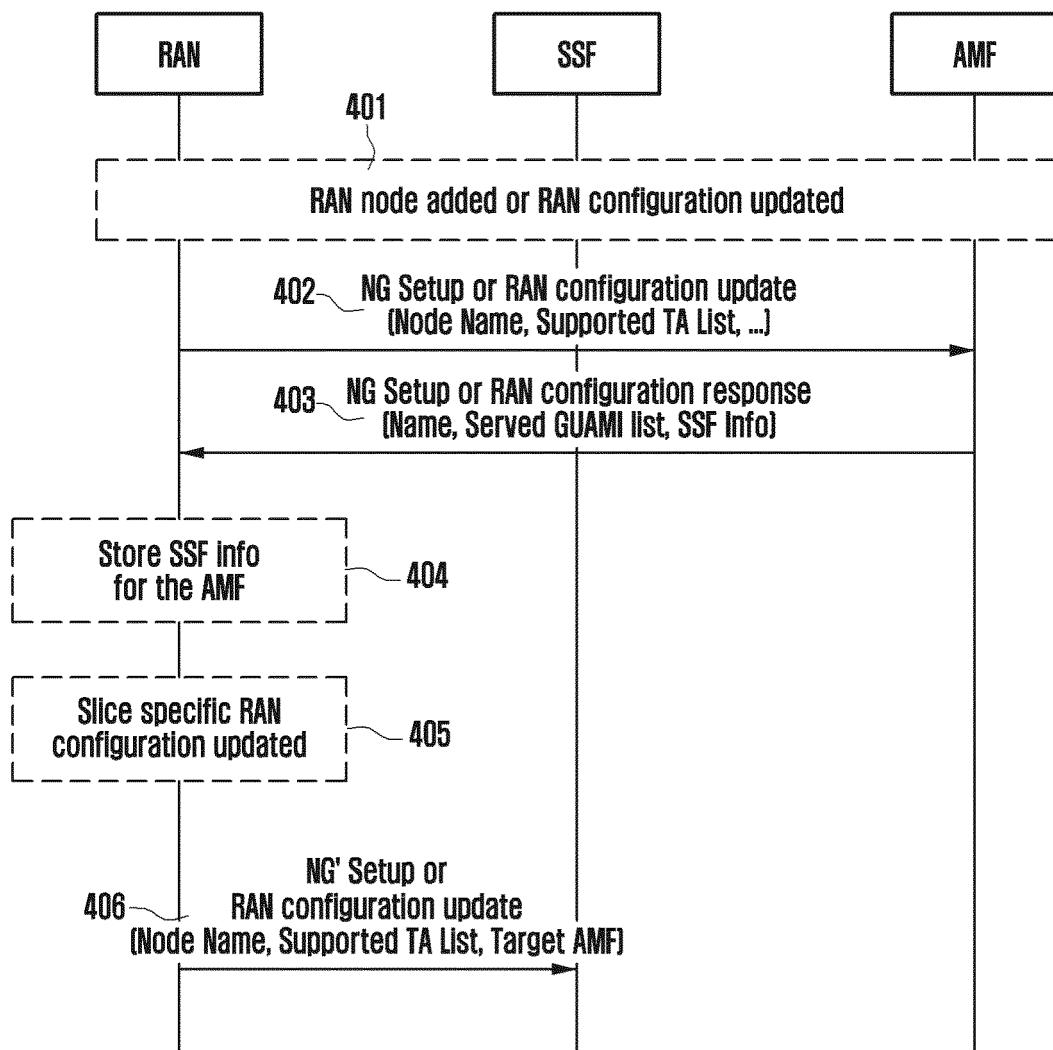 RAN
SSF
AMF
401
RAN node added or RAN configuration updated
402
NG Setup or RAN configuration update
(Node Name, Supported TA List, ...)
403
NG Setup or RAN configuration response
(Name, Served GUAMI list, SSF Info)
Store SSF info
for the AMF
404
Slice specific RAN
configuration updated
405
406
NG' Setup or
RAN configuration update
(Node Name, Supported TA List, Target AMF)